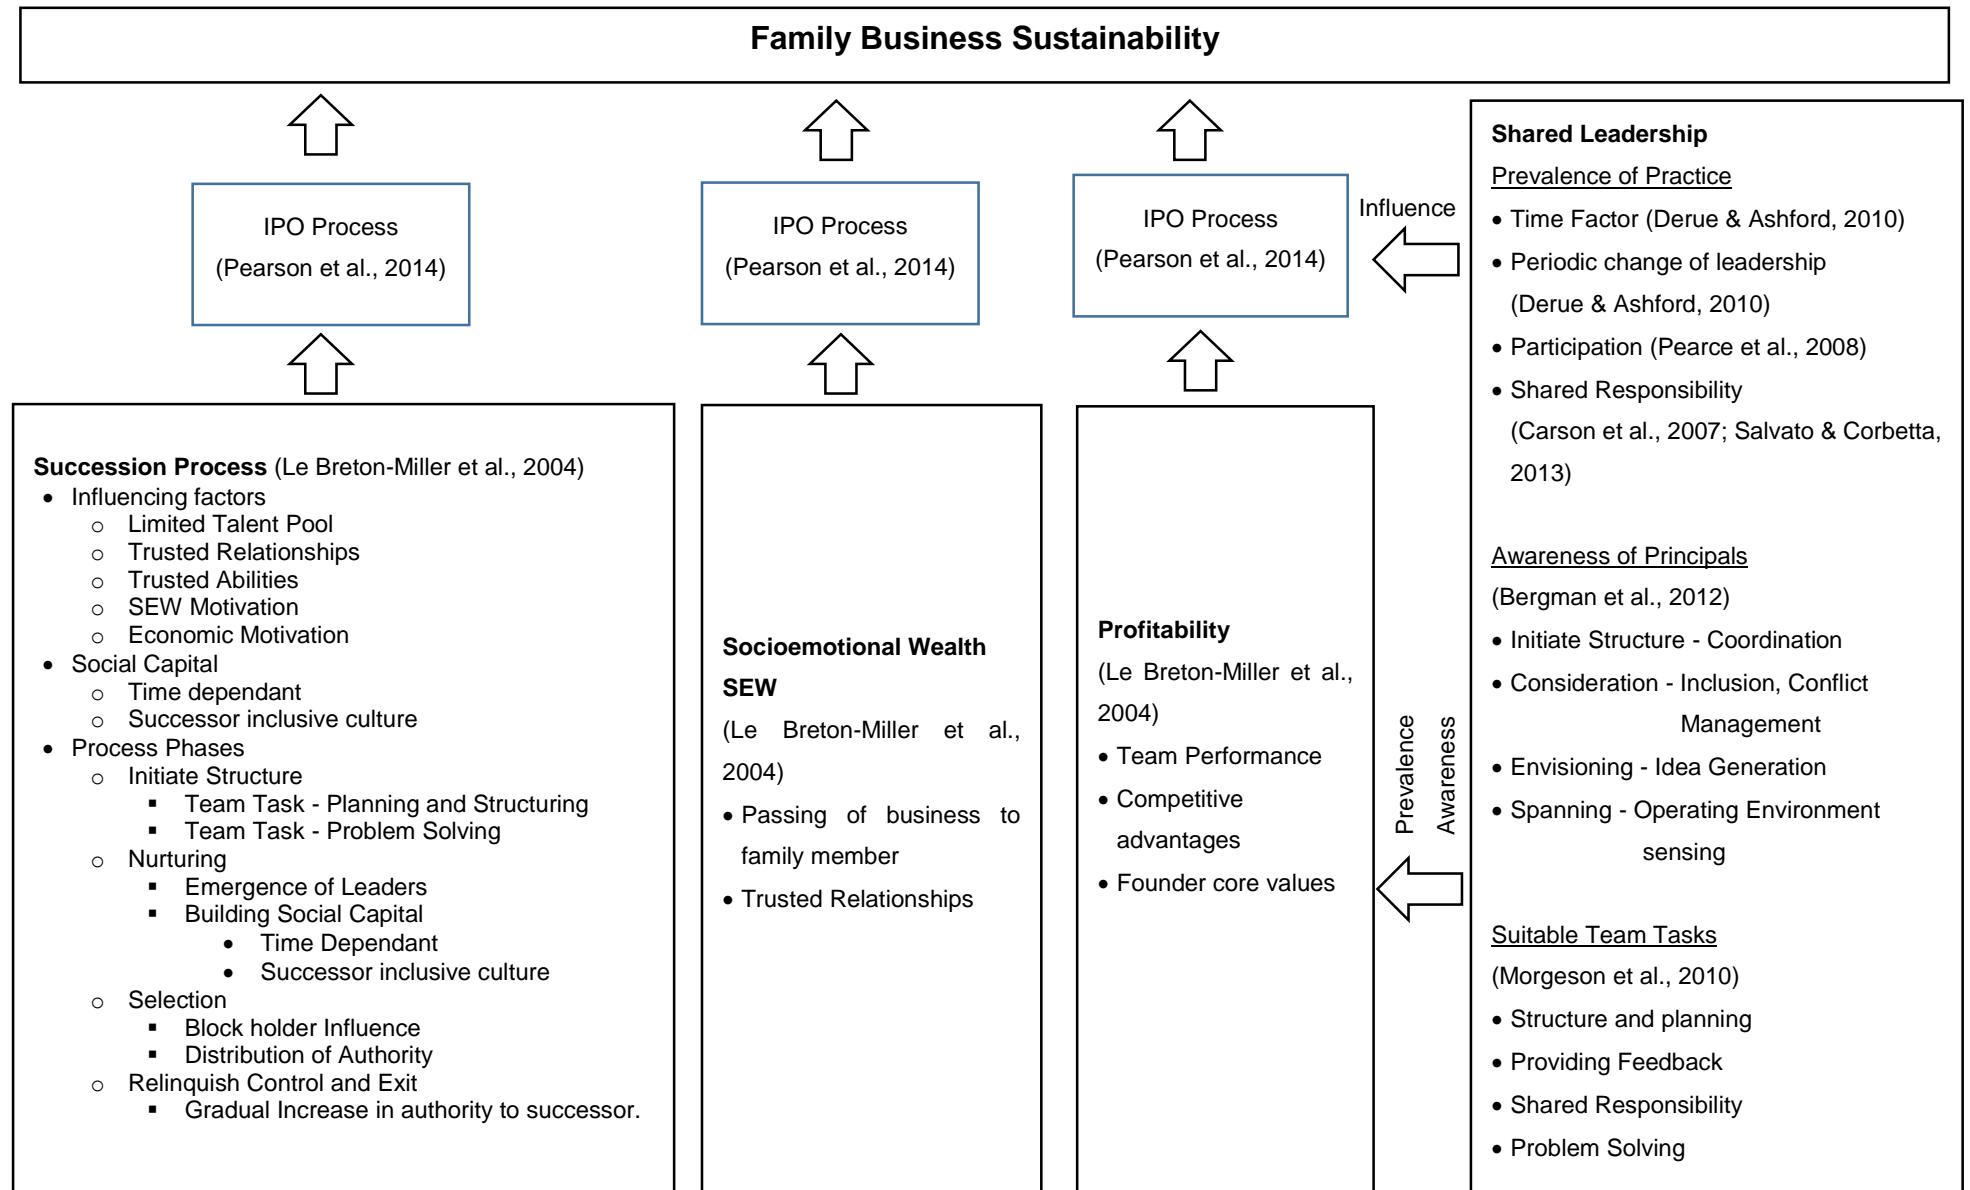 Family Business Sustainability
IPO Process
(Pearson et al., 2014)
IPO Process
(Pearson et al., 2014)
IPO Process
(Pearson et al., 2014)
Influence
Succession Process (Le Breton-Miller et al., 2004)
• Influencing factors
o Limited Talent Pool
o Trusted Relationships
o Trusted Abilities
o SEW Motivation
o Economic Motivation
• Social Capital
o Time dependant
o Successor inclusive culture
• Process Phases
o Initiate Structure
▪ Team Task - Planning and Structuring
▪ Team Task - Problem Solving
o Nurturing
▪ Emergence of Leaders
▪ Building Social Capital
• Time Dependant
• Successor inclusive culture
o Selection
▪ Block holder Influence
▪ Distribution of Authority
o Relinquish Control and Exit
▪ Gradual Increase in authority to successor.
Socioemotional Wealth
SEW
(Le Breton-Miller et al.,
2004)
• Passing of business to
family member
• Trusted Relationships
Profitability
(Le Breton-Miller et al.,
2004)
• Team Performance
• Competitive
advantages
• Founder core values
Prevalence
Awareness
Shared Leadership
Prevalence of Practice
• Time Factor (Derue & Ashford, 2010)
• Periodic change of leadership
(Derue & Ashford, 2010)
• Participation (Pearce et al., 2008)
• Shared Responsibility
(Carson et al., 2007; Salvato & Corbetta,
2013)
Awareness of Principals
(Bergman et al., 2012)
• Initiate Structure - Coordination
• Consideration - Inclusion, Conflict
Management
• Envisioning - Idea Generation
• Spanning - Operating Environment
sensing
Suitable Team Tasks
(Morgeson et al., 2010)
• Structure and planning
• Providing Feedback
• Shared Responsibility
• Problem Solving